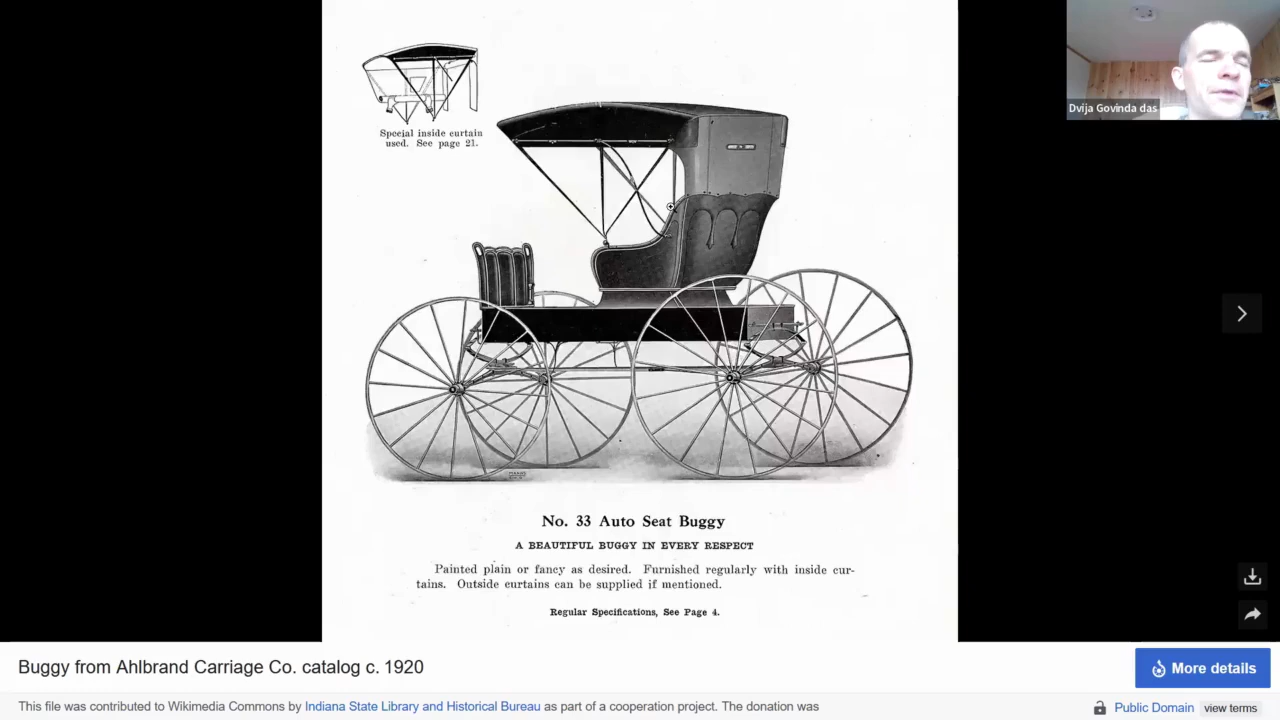 Special inside curtain
used. See page 21.
Dvija Govinda das
No. 33 Auto Seat Buggy
A BEAUTIFUL BUGGY IN EVERY RESPECT
Painted plain or fancy as desired. Furnished regularly with inside cur-
tains. Outside curtains can be supplied if mentioned.
Regular Specifications, See Page 4.
Buggy from Ahlbrand Carriage Co. catalog c. 1920
More details
This file was contributed to Wikimedia Commons by Indiana State Library and Historical Bureau as part of a cooperation project. The donation was
Public Domain view terms